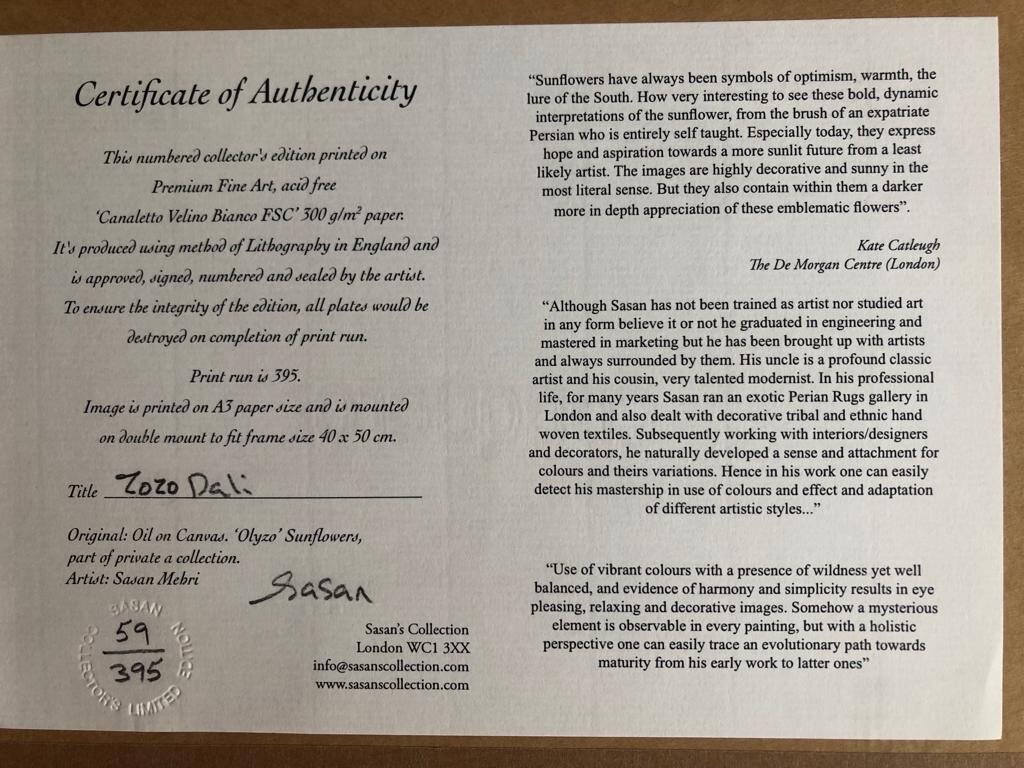 Certificate of Authenticity
This numbered collector's edition printed on
Premium Fine Art, acid free
'Canaletto Velino Bianco FSC' 300 g/m² paper.
It's produced using method of Lithography in England and
is approved, signed, numbered and sealed by the artist.
To ensure the integrity of the edition, all plates would be
destroyed on completion of print run.
Print run is 395.
Image is printed on A3 paper size and is mounted
on double mount to fit frame size 40 x 50 cm.
Title Zozo Dali
Original: Oil on Canvas. 'Olyzo' Sunflowers,
part of private a collection.
Artist: Sasan Mehri
Sasan
SASAN
NOTICE
COLLECTOR'S LIMITED
59
395
Sasan's Collection
London WC1 3XX
info@sasanscollection.com
www.sasanscollection.com
“Sunflowers have always been symbols of optimism, warmth, the
lure of the South. How very interesting to see these bold, dynamic
interpretations of the sunflower, from the brush of an expatriate
Persian who is entirely self taught. Especially today, they express
hope and aspiration towards a more sunlit future from a least
likely artist. The images are highly decorative and sunny in the
most literal sense. But they also contain within them a darker
more in depth appreciation of these emblematic flowers”.
Kate Catleugh
The De Morgan Centre (London)
“Although Sasan has not been trained as artist nor studied art
in any form believe it or not he graduated in engineering and
mastered in marketing but he has been brought up with artists
and always surrounded by them. His uncle is a profound classic
artist and his cousin, very talented modernist. In his professional
life, for many years Sasan ran an exotic Perian Rugs gallery in
London and also dealt with decorative tribal and ethnic hand
woven textiles. Subsequently working with interiors/designers
and decorators, he naturally developed a sense and attachment for
colours and theirs variations. Hence in his work one can easily
detect his mastership in use of colours and effect and adaptation
of different artistic styles...”
“Use of vibrant colours with a presence of wildness yet well
balanced, and evidence of harmony and simplicity results in eye
pleasing, relaxing and decorative images. Somehow a mysterious
element is observable in every painting, but with a holistic
perspective one can easily trace an evolutionary path towards
maturity from his early work to latter ones”